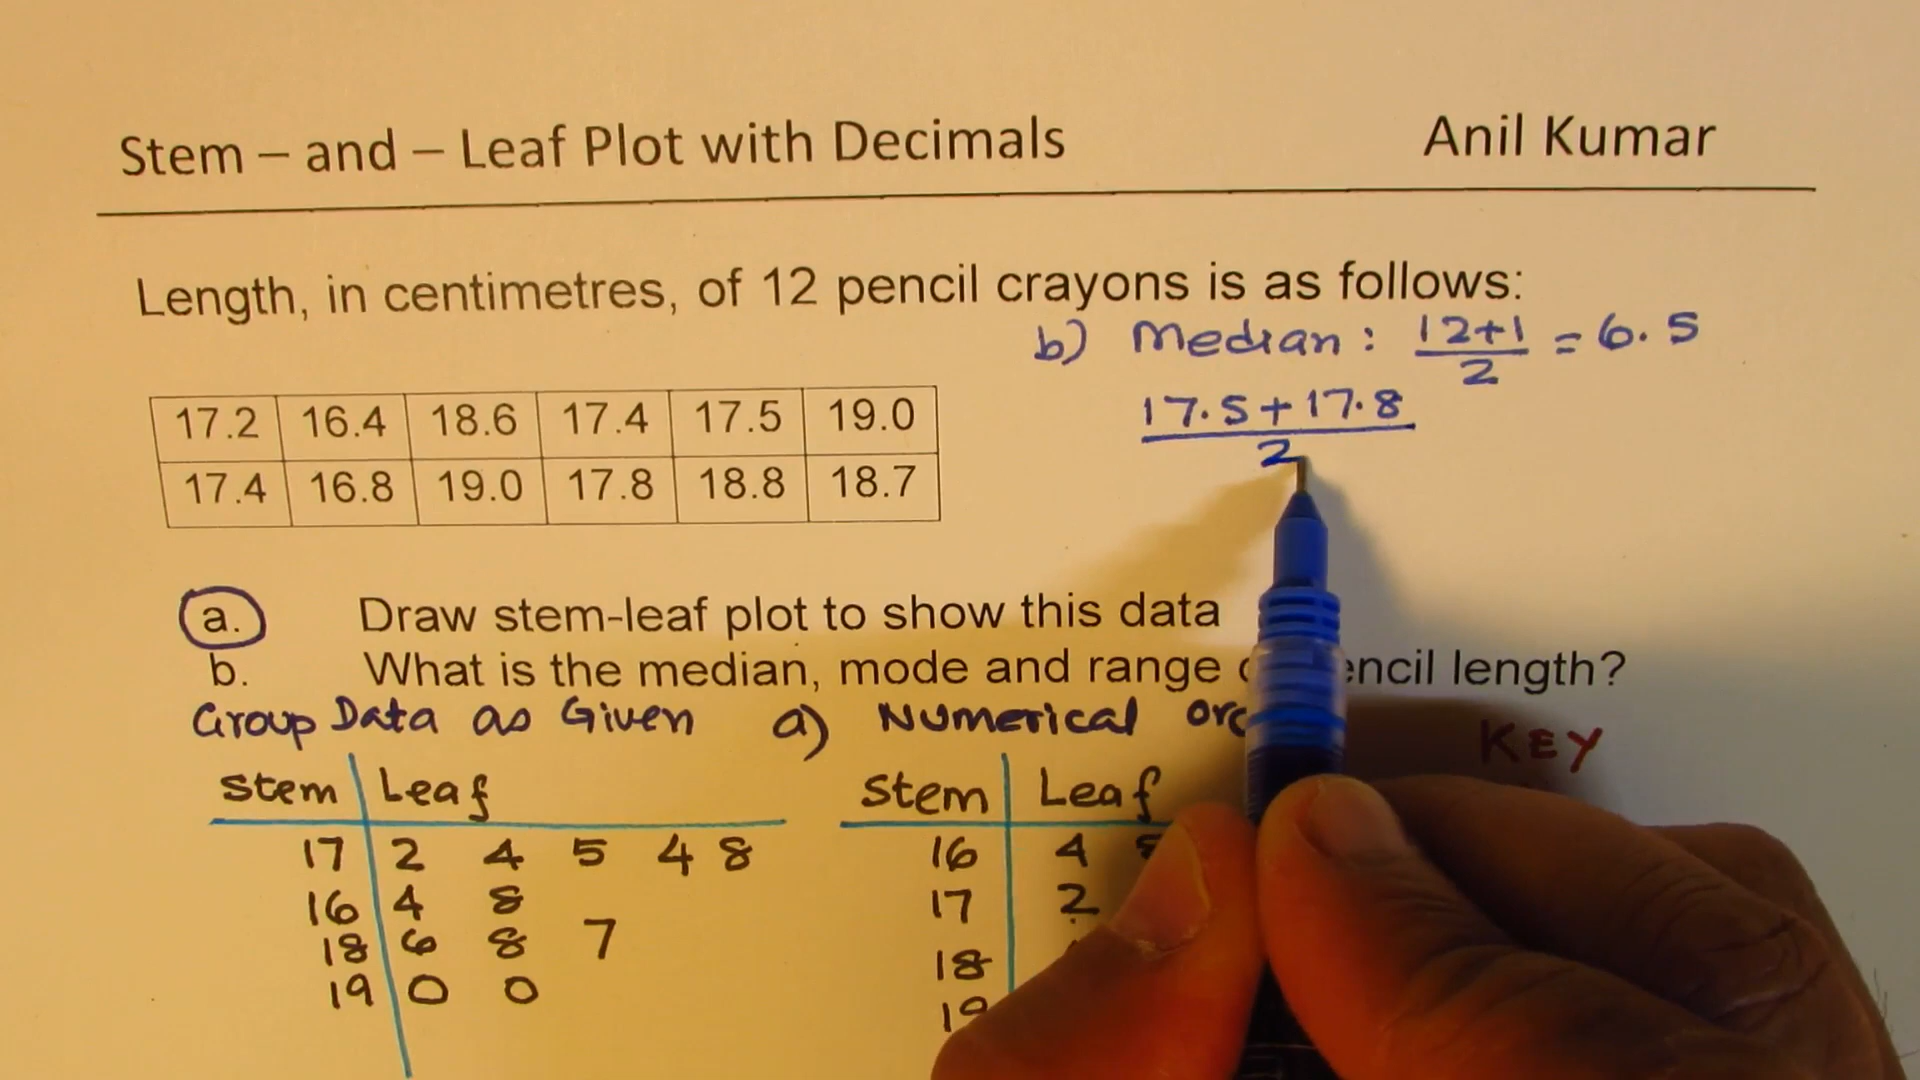 Stem – and – Leaf Plot with Decimals Anil Kumar
Length, in centimetres, of 12 pencil crayons is as follows:
b) Median: 12+1/2 = 6.5
17.5+17.8/2
17.2 16.4 18.6 17.4 17.5 19.0
17.4 16.8 19.0 17.8 18.8 18.7
a. Draw stem-leaf plot to show this data
b. What is the median, mode and range length?
Group Data as Given a) Numerical
KEY
Stem Leaf
17 2 4 5 4 8
16 4 8
18 6 8 7
19 0 0
Stem Leaf
16 4
17 2
18
19